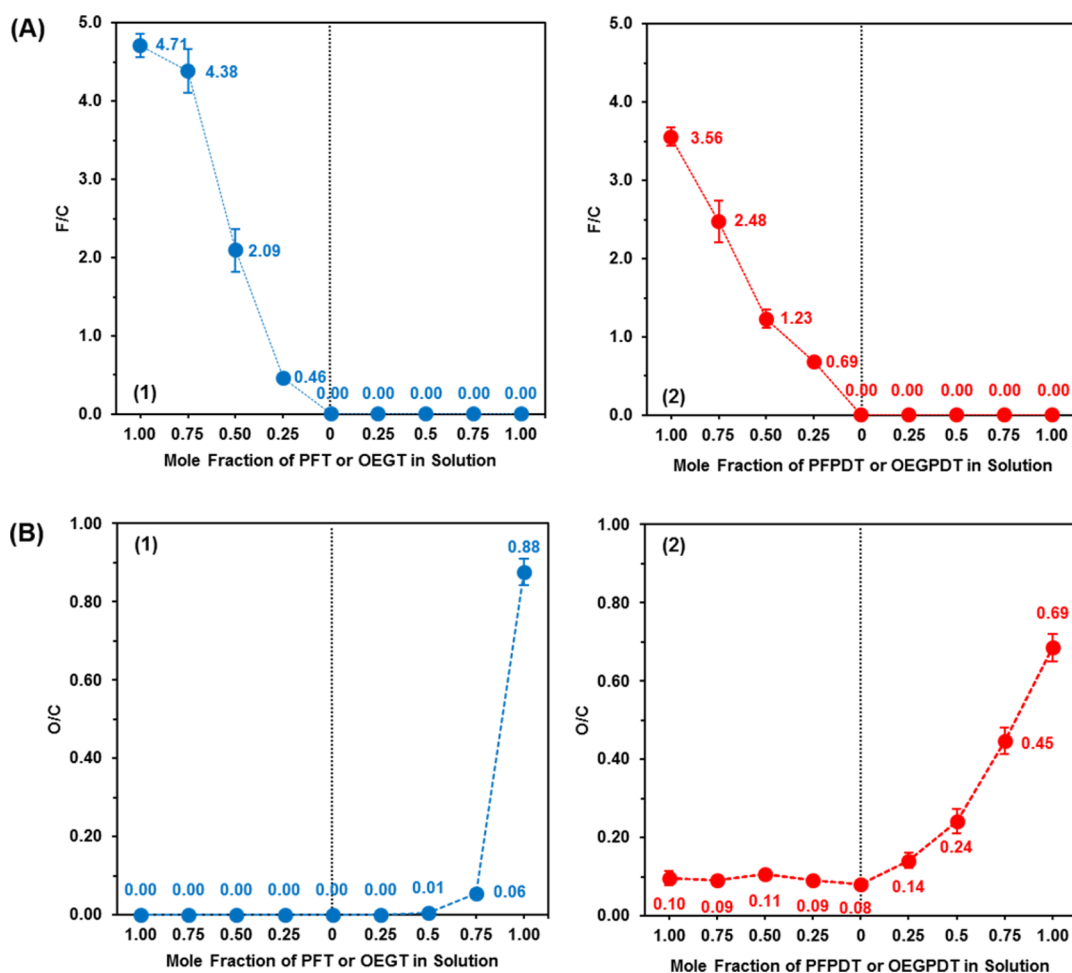 (A)
5.0
4.0
3.0
2.0
1.0
0.0
F/C
4.71
4.38
2.09
0.46
0.00 0.00 0.00 0.00 0.00
(1)
1.00 0.75 0.50 0.25 0 0.25 0.5 0.75 1.00
Mole Fraction of PFT or OEGT in Solution
5.0
4.0
3.0
2.0
1.0
0.0
F/C
3.56
2.48
1.23
0.69
0.00 0.00 0.00 0.00 0.00
(2)
1.00 0.75 0.50 0.25 0 0.25 0.5 0.75 1.00
Mole Fraction of PFPDT or OEGPDT in Solution
(B)
(1)
1.00
0.80
0.60
0.40
0.20
0.00
O/C
0.88
0.00 0.00 0.00 0.00 0.00 0.00 0.01 0.06
1.00 0.75 0.50 0.25 0 0.25 0.5 0.75 1.00
Mole Fraction of PFT or OEGT in Solution
(2)
1.00
0.80
0.60
0.40
0.20
0.00
O/C
0.69
0.45
0.24
0.14
0.10 0.09 0.11 0.09 0.08
1.00 0.75 0.50 0.25 0 0.25 0.5 0.75 1.00
Mole Fraction of PFPDT or OEGPDT in Solution